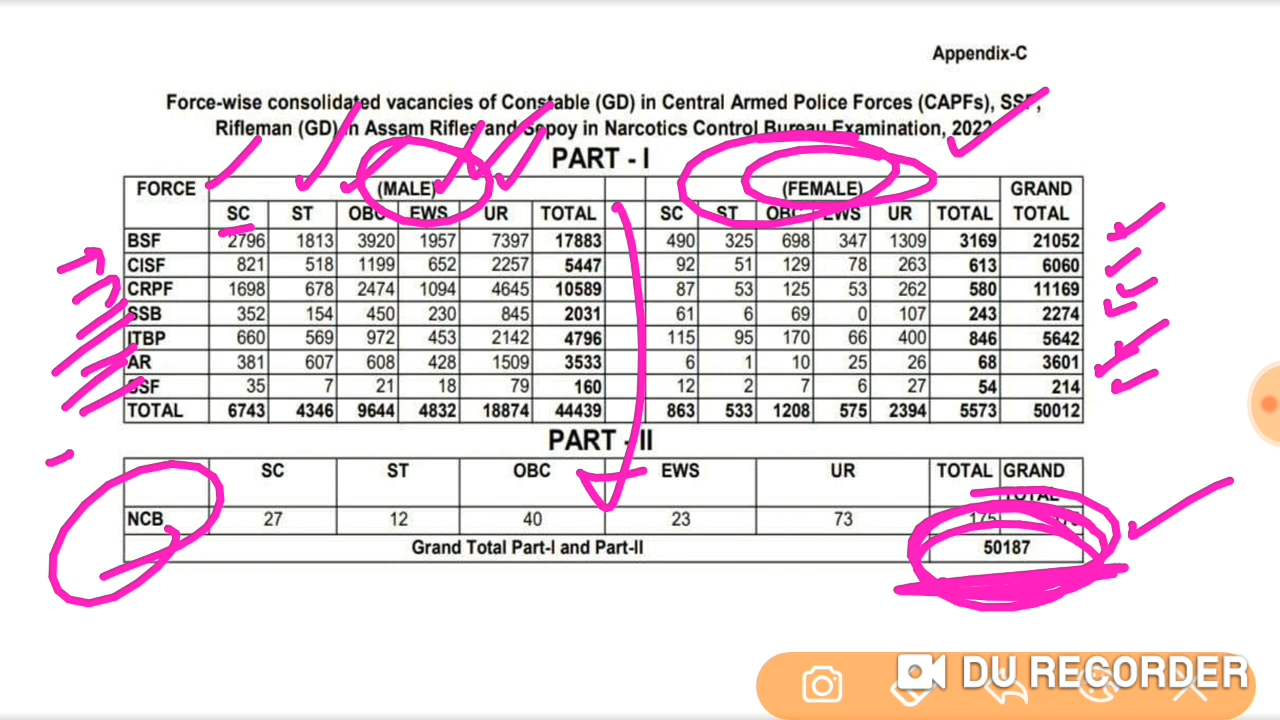 Appendix-C
Force-wise consolidated vacancies of Constable (GD) in Central Armed Police Forces (CAPFs), SSF,
Rifleman (GD) in Assam Rifles and Sepoy in Narcotics Control Bureau Examination, 2022
PART - I
FORCE (MALE) (FEMALE) GRAND
SC ST OBC EWS UR TOTAL SC ST OBC EWS UR TOTAL TOTAL
BSF 2796 1813 3920 1957 7397 17883 490 325 698 347 1309 3169 21052
CISF 821 518 1199 652 2257 5447 92 51 129 78 263 613 6060
CRPF 1698 678 2474 1094 4645 10589 87 53 125 53 262 580 11169
SSB 352 154 450 230 845 2031 61 6 69 0 107 243 2274
ITBP 660 569 972 453 2142 4796 115 95 170 66 400 846 5642
AR 381 607 608 428 1509 3533 6 1 10 25 26 68 3601
SSF 35 7 21 18 79 160 12 2 7 6 27 54 214
TOTAL 6743 4346 9644 4832 18874 44439 863 533 1208 575 2394 5573 50012
PART - II
SC ST OBC EWS UR TOTAL GRAND
TOTAL
NCB 27 12 40 23 73 175
Grand Total Part-I and Part-II 50187
DU RECORDER